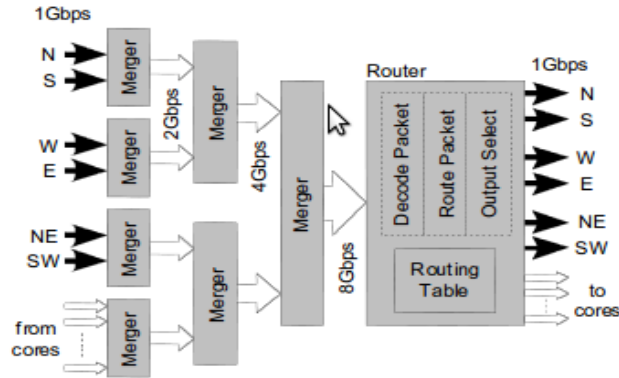 1Gbps
N
S
W
E
NE
SW
from
cores
Merger
Merger
Merger
Merger
2Gbps
Merger
Merger
4Gbps
Merger
8Gbps
Router
Decode Packet
Route Packet
Output Select
Routing
Table
1Gbps
N
S
W
E
NE
SW
to
cores